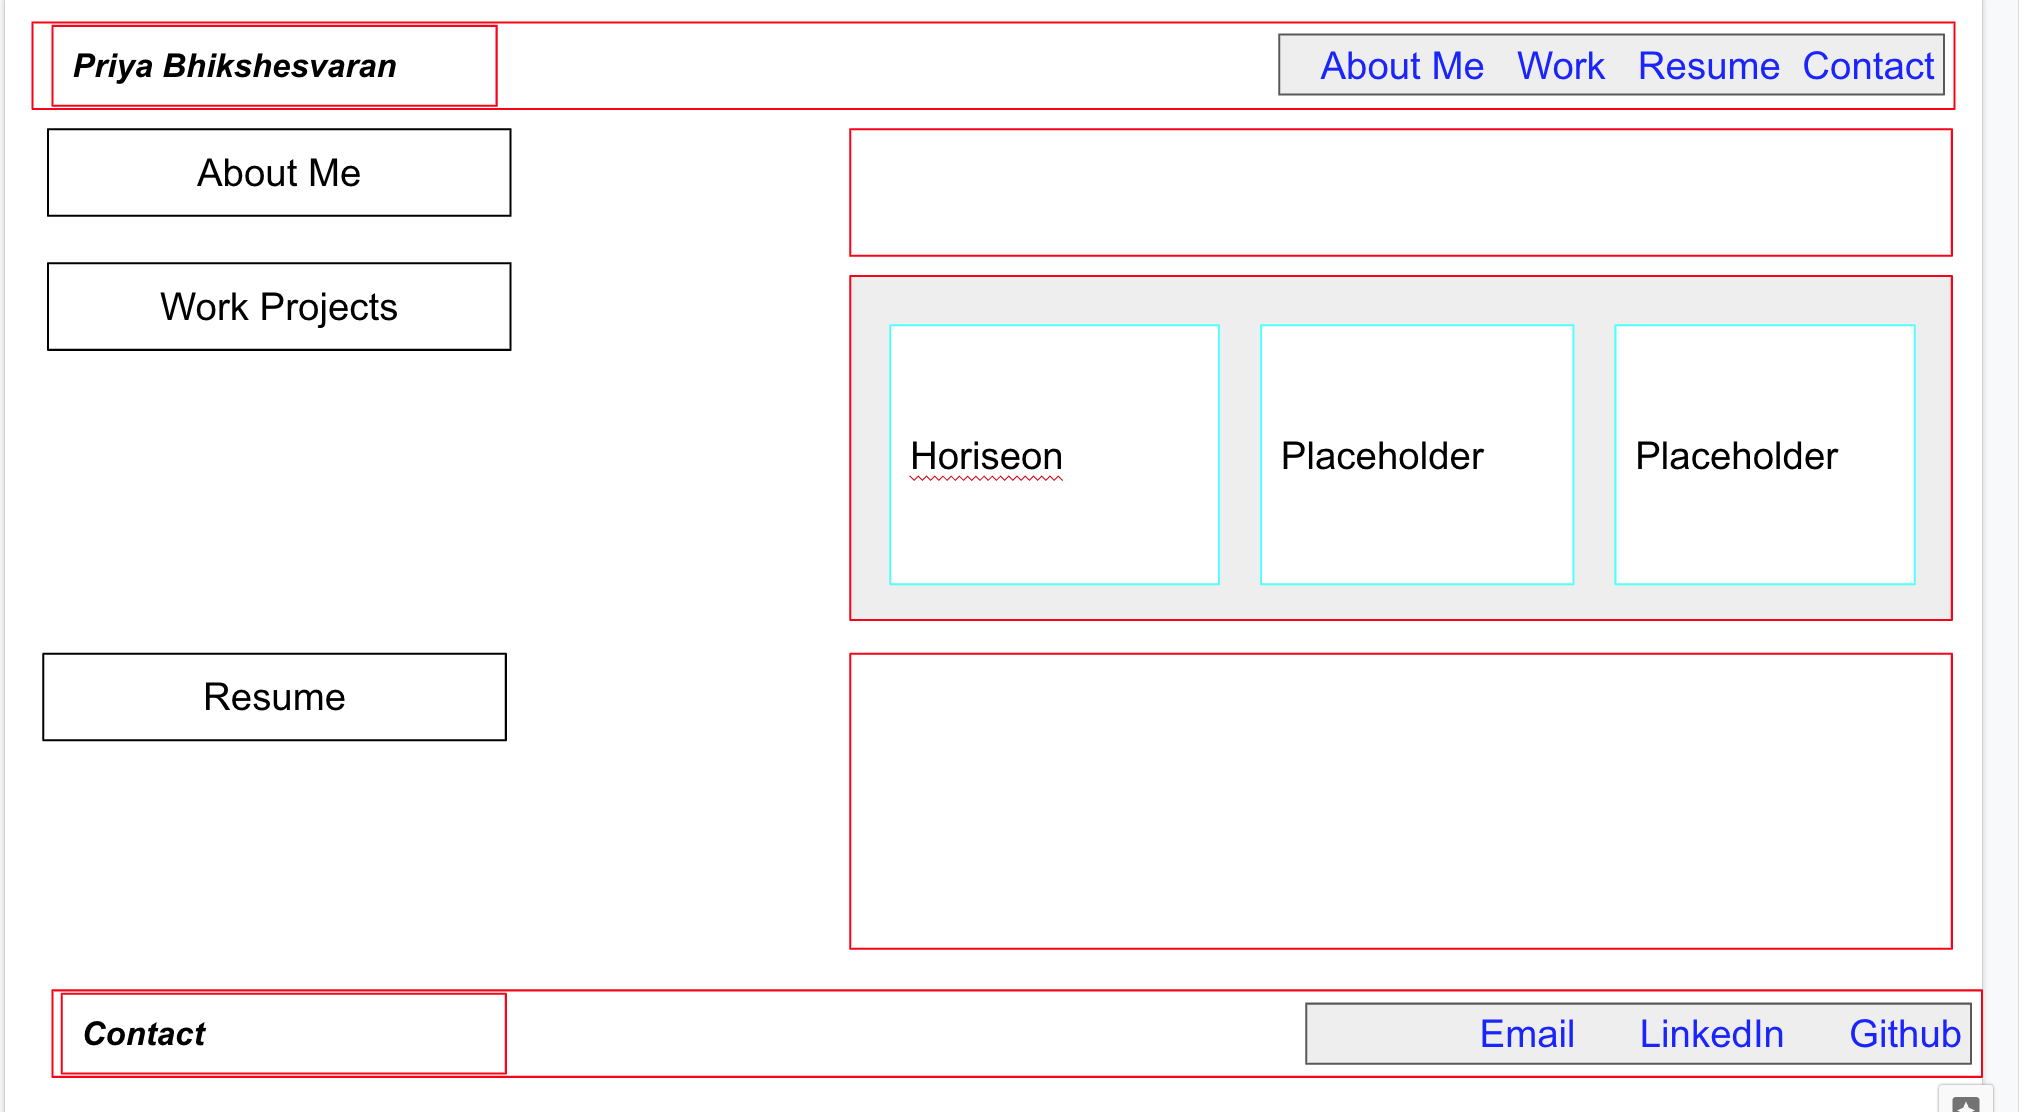 Priya Bhikshesvaran
About Me Work Resume Contact
About Me
Work Projects
Horiseon
Placeholder
Placeholder
Resume
Contact
Email LinkedIn Github